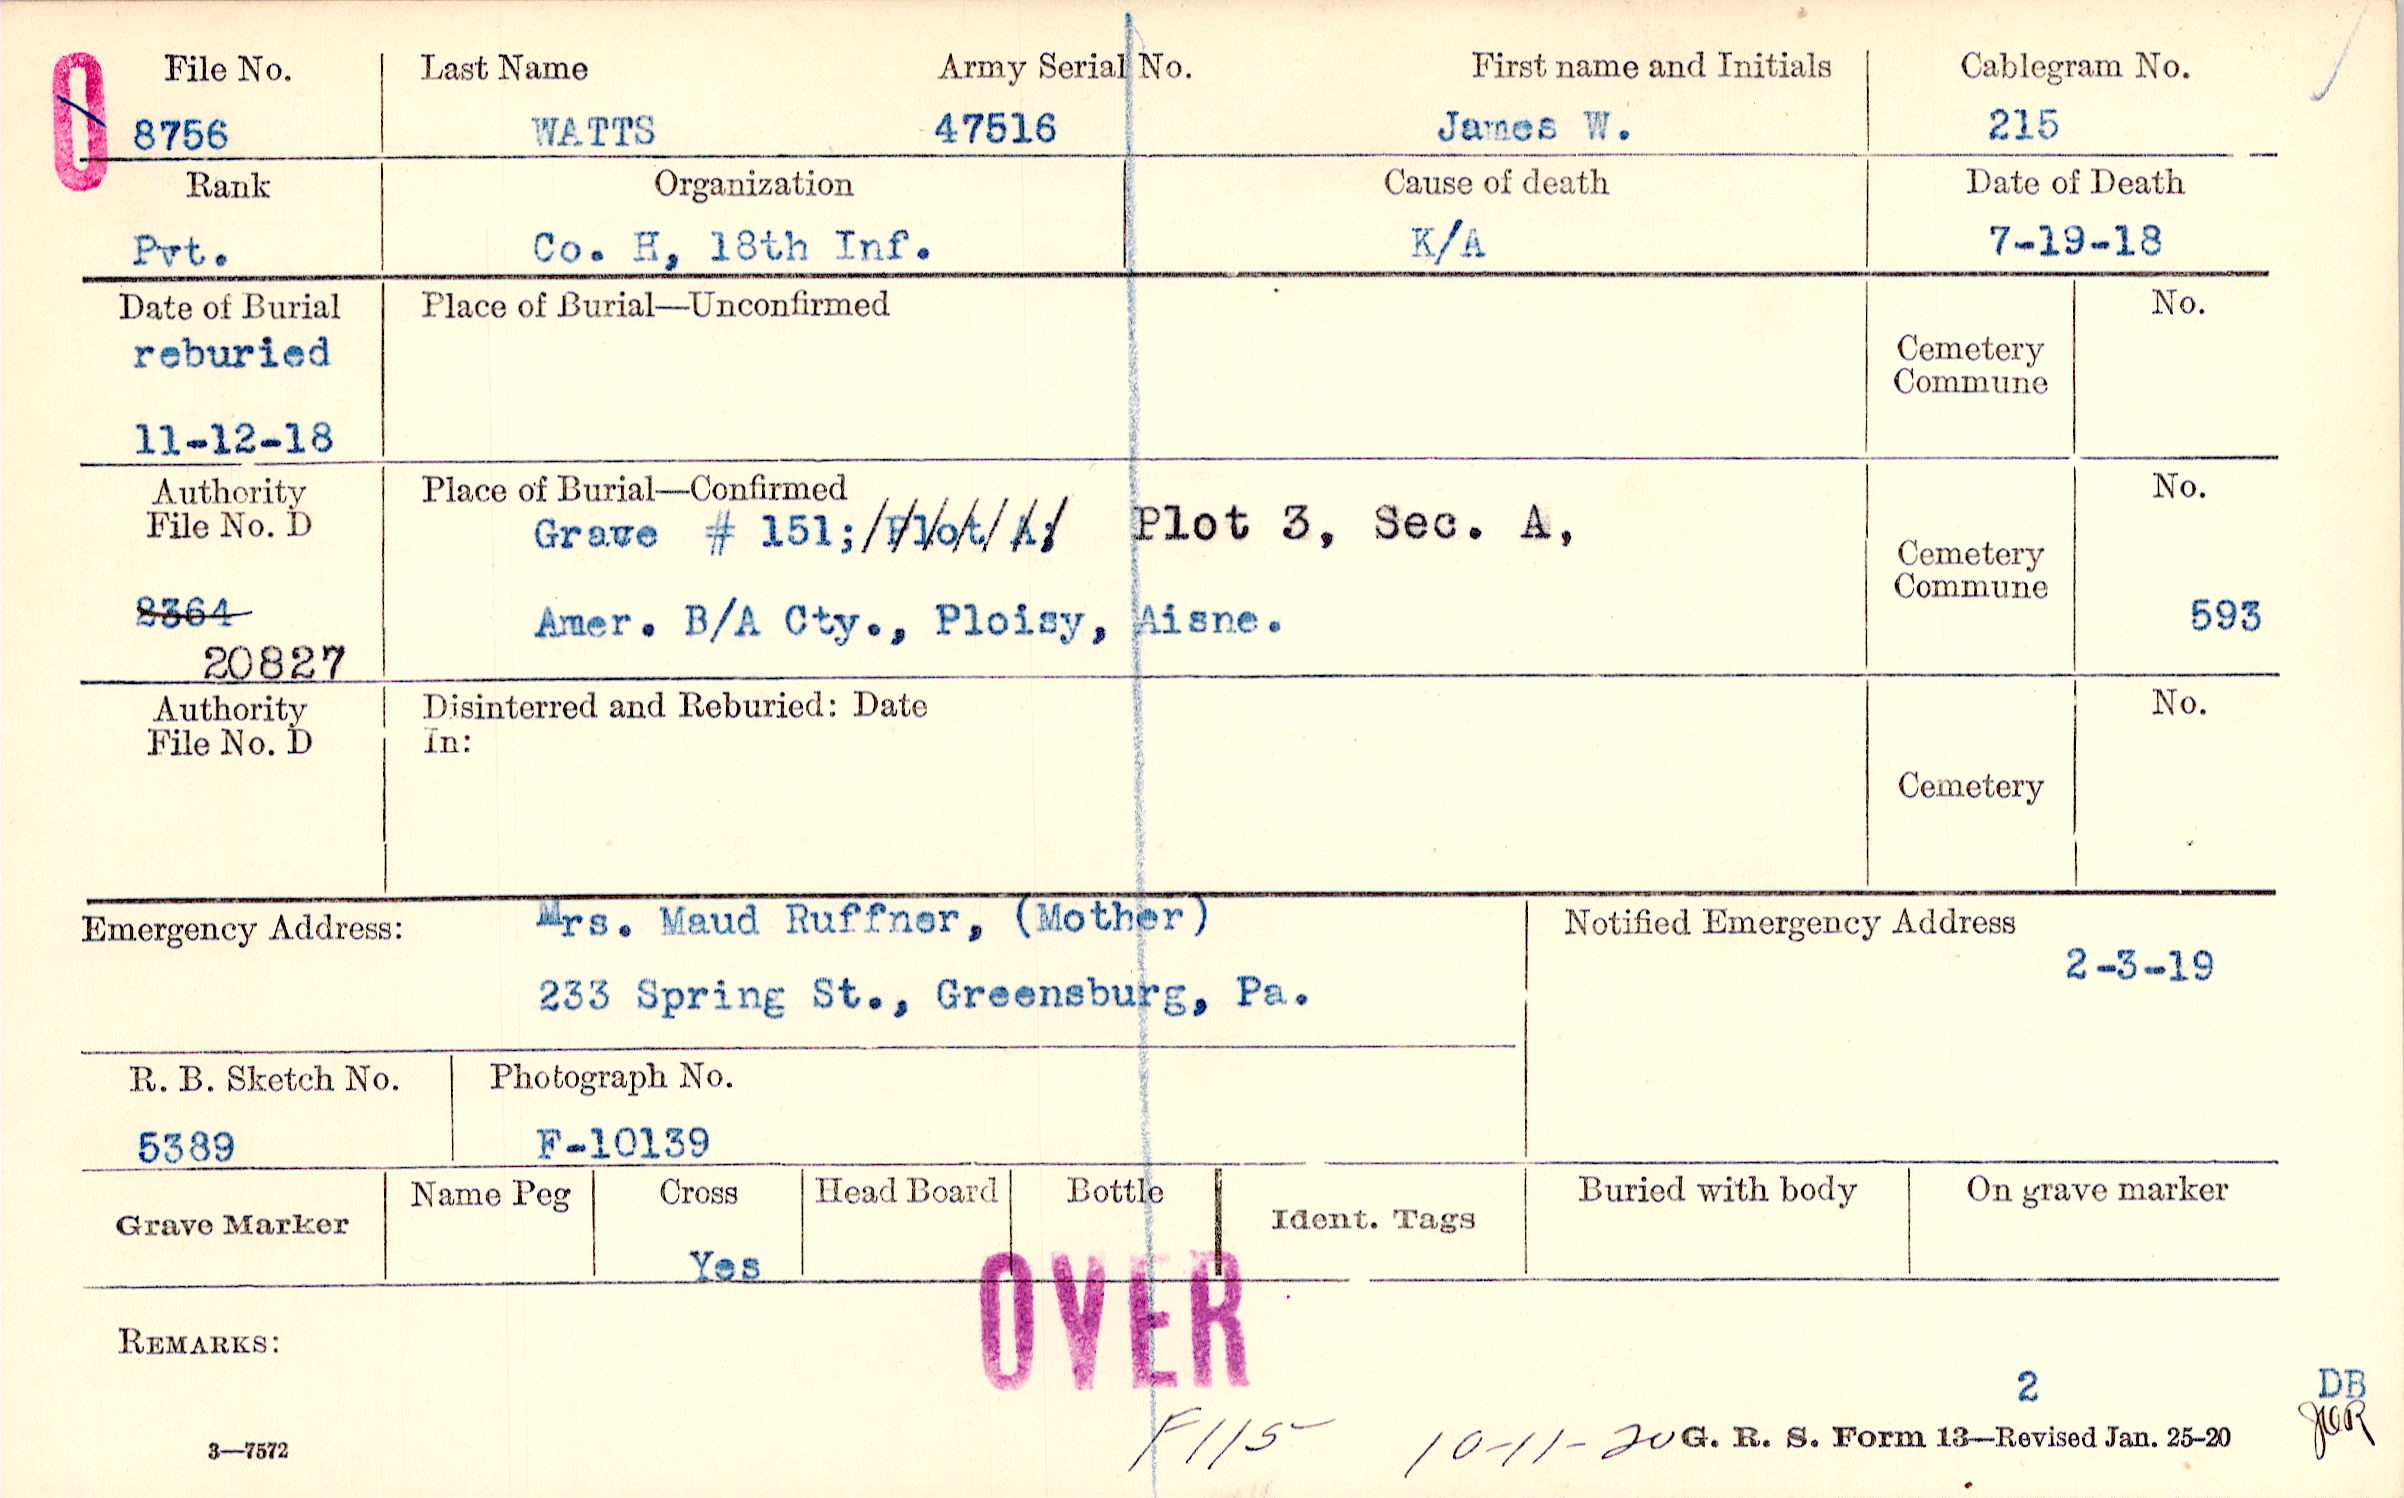 O
File No. Last Name Army Serial No. First name and Initials Cablegram No.
8756 WATTS 47516 James W. 215
Rank Organization Cause of death Date of Death
Pvt. Co. H, 18th Inf. K/A 7-19-18
Date of Burial Place of Burial—Unconfirmed No.
reburied Cemetery
Commune
11-12-18
Authority Place of Burial—Confirmed No.
File No. D Grave # 151; Plot A; Plot 3, Sec. A,
Cemetery
Commune
8364 Amer. B/A Cty., Ploisy, Aisne. 593
20827
Authority Disinterred and Reburied: Date No.
File No. D In:
Cemetery
Emergency Address: Mrs. Maud Ruffner, (Mother) Notified Emergency Address
2-3-19
233 Spring St., Greensburg, Pa.
R. B. Sketch No. Photograph No.
5389 F-10139
Name Peg Cross Head Board Bottle Buried with body On grave marker
Grave Marker Ident. Tags
Yes
OVER
REMARKS:
2 DB
F115 10-11-20 G. R. S. Form 13—Revised Jan. 25-20
3—7572